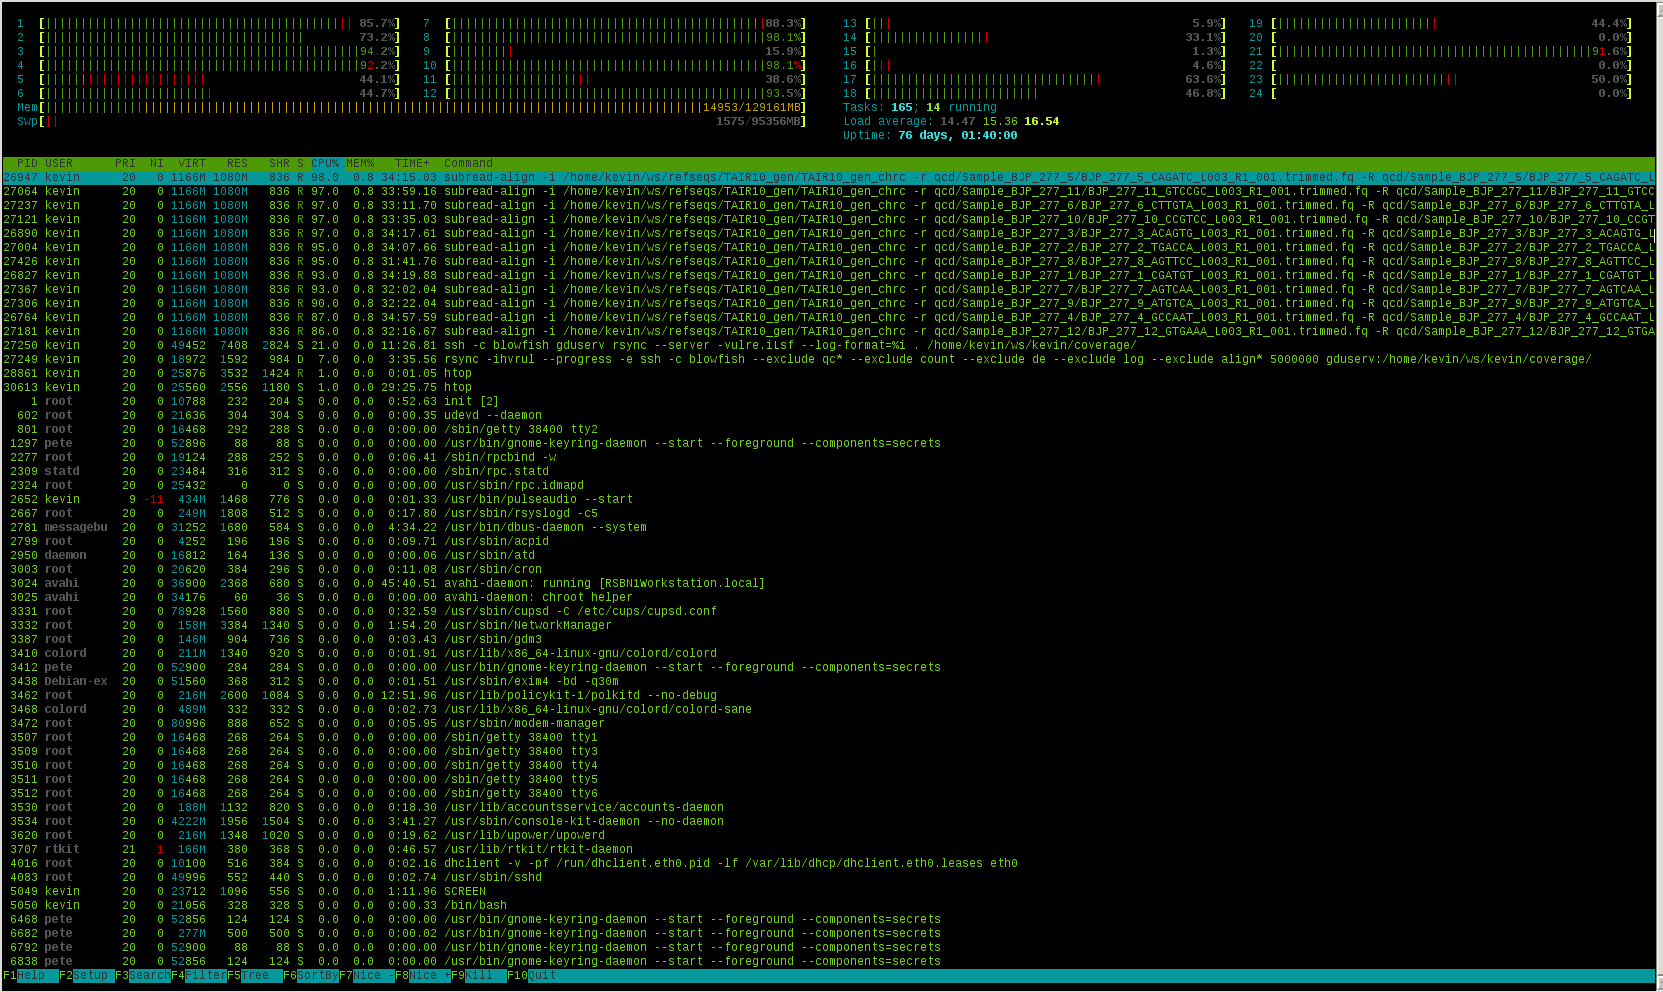 1 [ 85.7%] 7 [ 88.3%] 13 [ 5.9%] 19 [ 44.4%]
2 [ 73.2%] 8 [ 98.1%] 14 [ 33.1%] 20 [ 0.0%]
3 [ 94.2%] 9 [ 15.9%] 15 [ 1.3%] 21 [ 91.6%]
4 [ 92.2%] 10 [ 98.1%] 16 [ 4.6%] 22 [ 0.0%]
5 [ 44.1%] 11 [ 38.6%] 17 [ 63.6%] 23 [ 50.0%]
6 [ 44.7%] 12 [ 93.5%] 18 [ 46.8%] 24 [ 0.0%]
Mem[ 14953/129161MB] Tasks: 165; 14 running
Swp[ 1575/95356MB] Load average: 14.47 15.36 16.54
Uptime: 76 days, 01:40:00
PID USER PRI NI VIRT RES SHR S CPU% MEM% TIME+ Command
26947 kevin 20 0 1166M 1080M 836 R 98.0 0.8 34:15.03 subread-align -i /home/kevin/ws/refseqs/TAIR10_gen/TAIR10_gen_chrc -r qcd/Sample_BJP_277_5/BJP_277_5_CAGATC_L003_R1_001.trimmed.fq -R qcd/Sample_BJP_277_5/BJP_277_5_CAGATC_L
27064 kevin 20 0 1166M 1080M 836 R 97.0 0.8 33:59.16 subread-align -i /home/kevin/ws/refseqs/TAIR10_gen/TAIR10_gen_chrc -r qcd/Sample_BJP_277_11/BJP_277_11_GTCCGC_L003_R1_001.trimmed.fq -R qcd/Sample_BJP_277_11/BJP_277_11_GTCC
27237 kevin 20 0 1166M 1080M 836 R 97.0 0.8 33:11.70 subread-align -i /home/kevin/ws/refseqs/TAIR10_gen/TAIR10_gen_chrc -r qcd/Sample_BJP_277_6/BJP_277_6_CTTGTA_L003_R1_001.trimmed.fq -R qcd/Sample_BJP_277_6/BJP_277_6_CTTGTA_L
27121 kevin 20 0 1166M 1080M 836 R 97.0 0.8 33:35.03 subread-align -i /home/kevin/ws/refseqs/TAIR10_gen/TAIR10_gen_chrc -r qcd/Sample_BJP_277_10/BJP_277_10_CCGTCC_L003_R1_001.trimmed.fq -R qcd/Sample_BJP_277_10/BJP_277_10_CCGT
26890 kevin 20 0 1166M 1080M 836 R 97.0 0.8 34:17.61 subread-align -i /home/kevin/ws/refseqs/TAIR10_gen/TAIR10_gen_chrc -r qcd/Sample_BJP_277_3/BJP_277_3_ACAGTG_L003_R1_001.trimmed.fq -R qcd/Sample_BJP_277_3/BJP_277_3_ACAGTG_L
27004 kevin 20 0 1166M 1080M 836 R 95.0 0.8 34:07.66 subread-align -i /home/kevin/ws/refseqs/TAIR10_gen/TAIR10_gen_chrc -r qcd/Sample_BJP_277_2/BJP_277_2_TGACCA_L003_R1_001.trimmed.fq -R qcd/Sample_BJP_277_2/BJP_277_2_TGACCA_L
27426 kevin 20 0 1166M 1080M 836 R 95.0 0.8 31:41.76 subread-align -i /home/kevin/ws/refseqs/TAIR10_gen/TAIR10_gen_chrc -r qcd/Sample_BJP_277_8/BJP_277_8_AGTTCC_L003_R1_001.trimmed.fq -R qcd/Sample_BJP_277_8/BJP_277_8_AGTTCC_L
26827 kevin 20 0 1166M 1080M 836 R 93.0 0.8 34:19.88 subread-align -i /home/kevin/ws/refseqs/TAIR10_gen/TAIR10_gen_chrc -r qcd/Sample_BJP_277_1/BJP_277_1_CGATGT_L003_R1_001.trimmed.fq -R qcd/Sample_BJP_277_1/BJP_277_1_CGATGT_L
27367 kevin 20 0 1166M 1080M 836 R 93.0 0.8 32:02.04 subread-align -i /home/kevin/ws/refseqs/TAIR10_gen/TAIR10_gen_chrc -r qcd/Sample_BJP_277_7/BJP_277_7_AGTCAA_L003_R1_001.trimmed.fq -R qcd/Sample_BJP_277_7/BJP_277_7_AGTCAA_L
27306 kevin 20 0 1166M 1080M 836 R 90.0 0.8 32:22.04 subread-align -i /home/kevin/ws/refseqs/TAIR10_gen/TAIR10_gen_chrc -r qcd/Sample_BJP_277_9/BJP_277_9_ATGTCA_L003_R1_001.trimmed.fq -R qcd/Sample_BJP_277_9/BJP_277_9_ATGTCA_L
26764 kevin 20 0 1166M 1080M 836 R 87.0 0.8 34:57.59 subread-align -i /home/kevin/ws/refseqs/TAIR10_gen/TAIR10_gen_chrc -r qcd/Sample_BJP_277_4/BJP_277_4_GCCAAT_L003_R1_001.trimmed.fq -R qcd/Sample_BJP_277_4/BJP_277_4_GCCAAT_L
27181 kevin 20 0 1166M 1080M 836 R 86.0 0.8 32:16.67 subread-align -i /home/kevin/ws/refseqs/TAIR10_gen/TAIR10_gen_chrc -r qcd/Sample_BJP_277_12/BJP_277_12_GTGAAA_L003_R1_001.trimmed.fq -R qcd/Sample_BJP_277_12/BJP_277_12_GTGA
27250 kevin 20 0 49452 7408 2824 S 21.0 0.0 11:26.81 ssh -c blowfish gduserv rsync --server -vulre.iLsf --log-format=%i . /home/kevin/ws/kevin/coverage/
27249 kevin 20 0 18972 1592 984 D 7.0 0.0 3:35.56 rsync -ihvrul --progress -e ssh -c blowfish --exclude qc* --exclude count --exclude de --exclude log --exclude align* 5000000 gduserv:/home/kevin/ws/kevin/coverage/
28861 kevin 20 0 25876 3532 1424 R 1.0 0.0 0:01.05 htop
30613 kevin 20 0 25560 2556 1180 S 1.0 0.0 29:25.75 htop
1 root 20 0 10788 232 204 S 0.0 0.0 0:52.63 init [2]
602 root 20 0 21636 304 304 S 0.0 0.0 0:00.35 udevd --daemon
801 root 20 0 16468 292 288 S 0.0 0.0 0:00.00 /sbin/getty 38400 tty2
1297 pete 20 0 52896 88 88 S 0.0 0.0 0:00.00 /usr/bin/gnome-keyring-daemon --start --foreground --components=secrets
2277 root 20 0 19124 288 252 S 0.0 0.0 0:06.41 /sbin/rpcbind -w
2309 statd 20 0 23484 316 312 S 0.0 0.0 0:00.00 /sbin/rpc.statd
2324 root 20 0 25432 0 0 S 0.0 0.0 0:00.00 /usr/sbin/rpc.idmapd
2652 kevin 9 -11 434M 1468 776 S 0.0 0.0 0:01.33 /usr/bin/pulseaudio --start
2667 root 20 0 249M 1808 512 S 0.0 0.0 0:17.80 /usr/sbin/rsyslogd -c5
2781 messagebu 20 0 31252 1680 584 S 0.0 0.0 4:34.22 /usr/bin/dbus-daemon --system
2799 root 20 0 4252 196 196 S 0.0 0.0 0:09.71 /usr/sbin/acpid
2950 daemon 20 0 16812 164 136 S 0.0 0.0 0:00.06 /usr/sbin/atd
3003 root 20 0 20620 384 296 S 0.0 0.0 0:11.08 /usr/sbin/cron
3024 avahi 20 0 36900 2368 680 S 0.0 0.0 45:40.51 avahi-daemon: running [RSBN1Workstation.local]
3025 avahi 20 0 34176 60 36 S 0.0 0.0 0:00.00 avahi-daemon: chroot helper
3331 root 20 0 78928 1560 880 S 0.0 0.0 0:32.59 /usr/sbin/cupsd -C /etc/cups/cupsd.conf
3332 root 20 0 158M 3384 1340 S 0.0 0.0 1:54.20 /usr/sbin/NetworkManager
3387 root 20 0 146M 904 736 S 0.0 0.0 0:03.43 /usr/sbin/gdm3
3410 colord 20 0 211M 1340 920 S 0.0 0.0 0:01.91 /usr/lib/x86_64-linux-gnu/colord/colord
3412 pete 20 0 52900 284 284 S 0.0 0.0 0:00.00 /usr/bin/gnome-keyring-daemon --start --foreground --components=secrets
3438 Debian-ex 20 0 51560 368 312 S 0.0 0.0 0:01.51 /usr/sbin/exim4 -bd -q30m
3462 root 20 0 216M 2600 1084 S 0.0 0.0 12:51.96 /usr/lib/policykit-1/polkitd --no-debug
3468 colord 20 0 489M 332 332 S 0.0 0.0 0:02.73 /usr/lib/x86_64-linux-gnu/colord/colord-sane
3472 root 20 0 80996 888 652 S 0.0 0.0 0:05.95 /usr/sbin/modem-manager
3507 root 20 0 16468 268 264 S 0.0 0.0 0:00.00 /sbin/getty 38400 tty1
3509 root 20 0 16468 268 264 S 0.0 0.0 0:00.00 /sbin/getty 38400 tty3
3510 root 20 0 16468 268 264 S 0.0 0.0 0:00.00 /sbin/getty 38400 tty4
3511 root 20 0 16468 268 264 S 0.0 0.0 0:00.00 /sbin/getty 38400 tty5
3512 root 20 0 16468 268 264 S 0.0 0.0 0:00.00 /sbin/getty 38400 tty6
3530 root 20 0 188M 1132 820 S 0.0 0.0 0:18.30 /usr/lib/accountsservice/accounts-daemon
3534 root 20 0 4222M 1956 1504 S 0.0 0.0 3:41.27 /usr/sbin/console-kit-daemon --no-daemon
3620 root 20 0 216M 1348 1020 S 0.0 0.0 0:19.62 /usr/lib/upower/upowerd
3707 rtkit 21 1 166M 380 368 S 0.0 0.0 0:46.57 /usr/lib/rtkit/rtkit-daemon
4016 root 20 0 10100 516 384 S 0.0 0.0 0:02.16 dhclient -v -pf /run/dhclient.eth0.pid -lf /var/lib/dhcp/dhclient.eth0.leases eth0
4083 root 20 0 49996 552 440 S 0.0 0.0 0:02.74 /usr/sbin/sshd
5049 kevin 20 0 23712 1096 556 S 0.0 0.0 1:11.96 SCREEN
5050 kevin 20 0 21056 328 328 S 0.0 0.0 0:00.33 /bin/bash
6468 pete 20 0 52856 124 124 S 0.0 0.0 0:00.00 /usr/bin/gnome-keyring-daemon --start --foreground --components=secrets
6682 pete 20 0 277M 500 500 S 0.0 0.0 0:00.02 /usr/bin/gnome-keyring-daemon --start --foreground --components=secrets
6792 pete 20 0 52900 88 88 S 0.0 0.0 0:00.00 /usr/bin/gnome-keyring-daemon --start --foreground --components=secrets
6838 pete 20 0 52856 124 124 S 0.0 0.0 0:00.00 /usr/bin/gnome-keyring-daemon --start --foreground --components=secrets
F1Help F2Setup F3SearchF4FilterF5Tree F6SortByF7Nice -F8Nice +F9Kill F10Quit